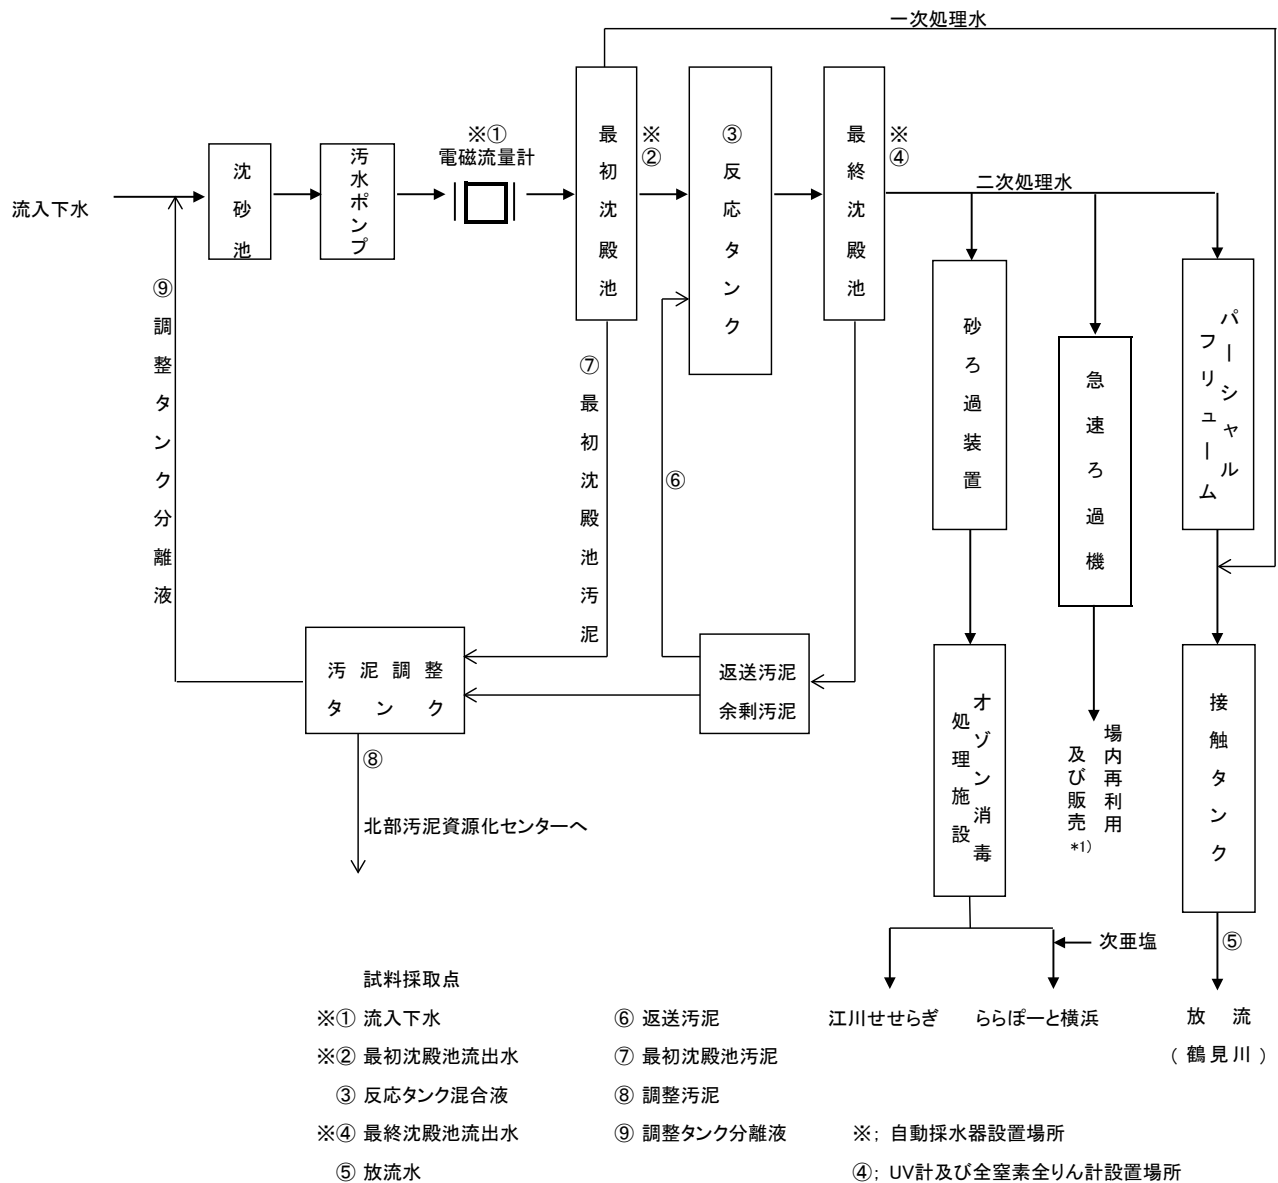 一次処理水
流入下水
沈砂池
汚水ポンプ
※①
電磁流量計
最初沈殿池
※②
③
反応タンク
最終沈殿池
※④
二次処理水
砂ろ過装置
急速ろ過機
パーシャル
フリューム
⑨調整タンク分離液
⑦最初沈殿池汚泥
⑥
汚泥調整
タンク
返送汚泥
余剰汚泥
⑧
北部汚泥資源化センターへ
オゾン消毒
処理施設
場内再利用
及び販売
*1)
接触タンク
次亜塩
⑤
江川せせらぎ
ららぽーと横浜
放流
(鶴見川)
試料採取点
※① 流入下水
※② 最初沈殿池流出水
③ 反応タンク混合液
※④ 最終沈殿池流出水
⑤ 放流水
⑥ 返送汚泥
⑦ 最初沈殿池汚泥
⑧ 調整汚泥
⑨ 調整タンク分離液
※; 自動採水器設置場所
④; UV計及び全窒素全りん計設置場所